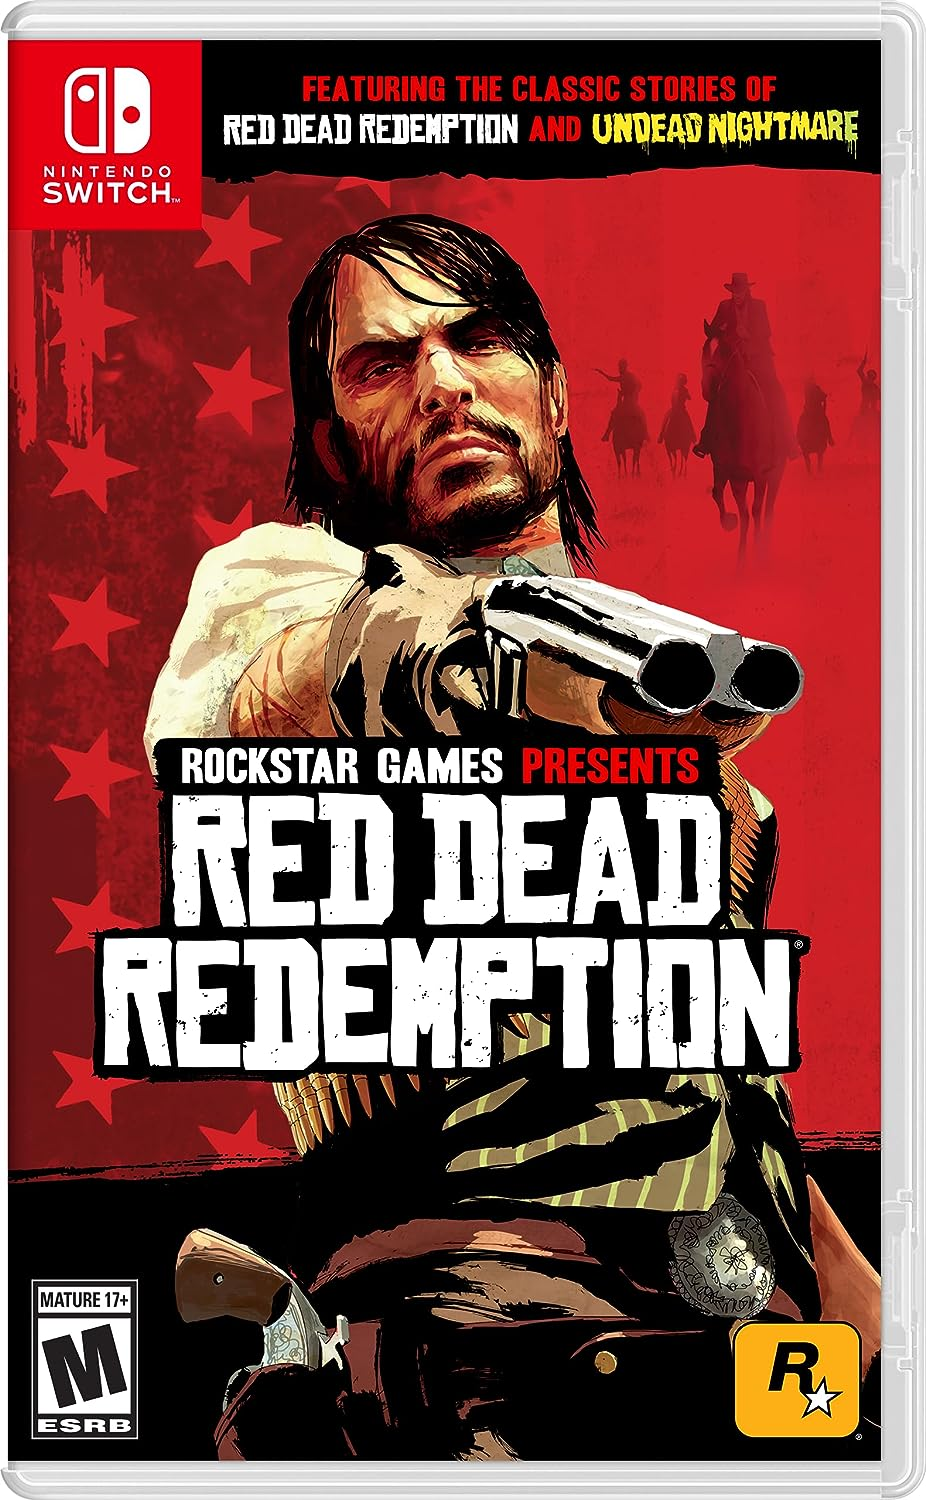 NINTENDO
SWITCH™
FEATURING THE CLASSIC STORIES OF
RED DEAD REDEMPTION AND UNDEAD NIGHTMARE
ROCKSTAR GAMES PRESENTS
RED DEAD
REDEMPTION®
MATURE 17+
M
ESRB
R
®